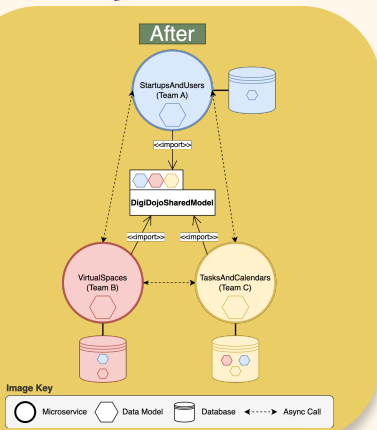 After
StartupsAndUsers
(Team A)
<<import>>
DigiDojoSharedModel
<<import>>
<<import>>
VirtualSpaces
(Team B)
TasksAndCalendars
(Team C)
Image Key
Microservice
Data Model
Database
Async Call